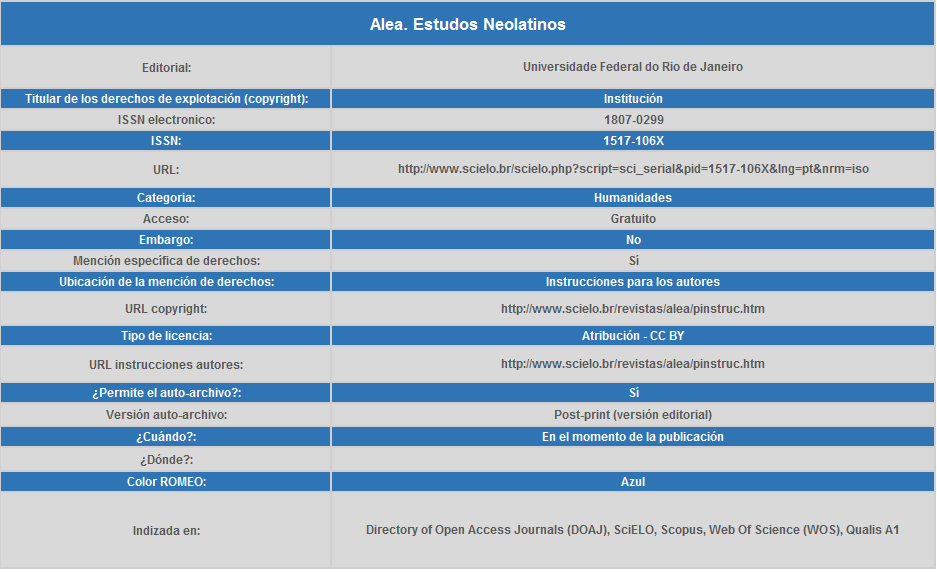 Alea. Estudos Neolatinos
Editorial: Universidade Federal do Rio de Janeiro
Titular de los derechos de explotación (copyright): Institución
ISSN electronico: 1807-0299
ISSN: 1517-106X
URL: http://www.scielo.br/scielo.php?script=sci_serial&pid=1517-106X&lng=pt&nrm=iso
Categoria: Humanidades
Acceso: Gratuito
Embargo: No
Mención específica de derechos: Sí
Ubicación de la mención de derechos: Instrucciones para los autores
URL copyright: http://www.scielo.br/revistas/alea/pinstruc.htm
Tipo de licencia: Atribución - CC BY
URL instrucciones autores: http://www.scielo.br/revistas/alea/pinstruc.htm
¿Permite el auto-archivo?: Sí
Versión auto-archivo: Post-print (versión editorial)
¿Cuándo?: En el momento de la publicación
¿Dónde?:
Color ROMEO: Azul
Indizada en: Directory of Open Access Journals (DOAJ), SciELO, Scopus, Web Of Science (WOS), Qualis A1